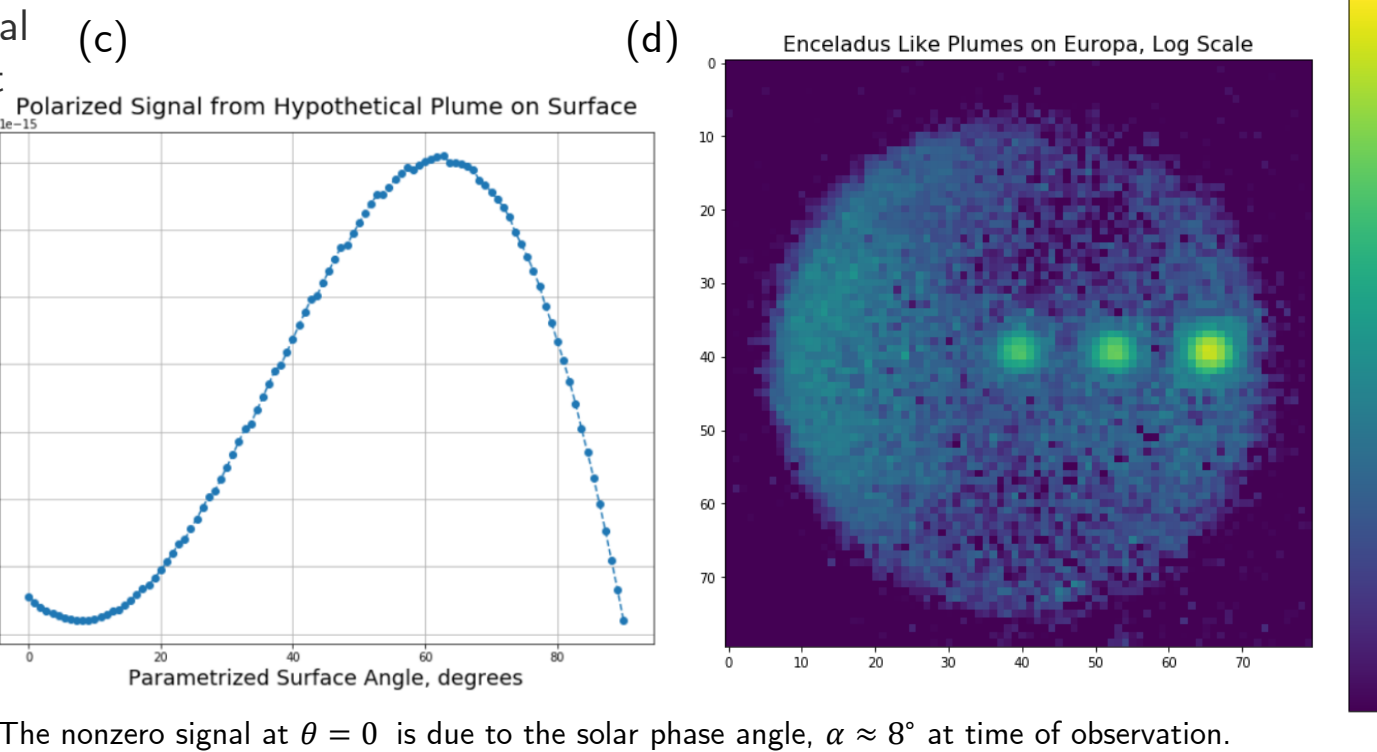 al
(c)
(d)
Polarized Signal from Hypothetical Plume on Surface
1e−15
0
20
40
60
80
Parametrized Surface Angle, degrees
Enceladus Like Plumes on Europa, Log Scale
0
10
20
30
40
50
60
70
0
10
20
30
40
50
60
70
The nonzero signal at θ = 0 is due to the solar phase angle, α ≈ 8° at time of observation.